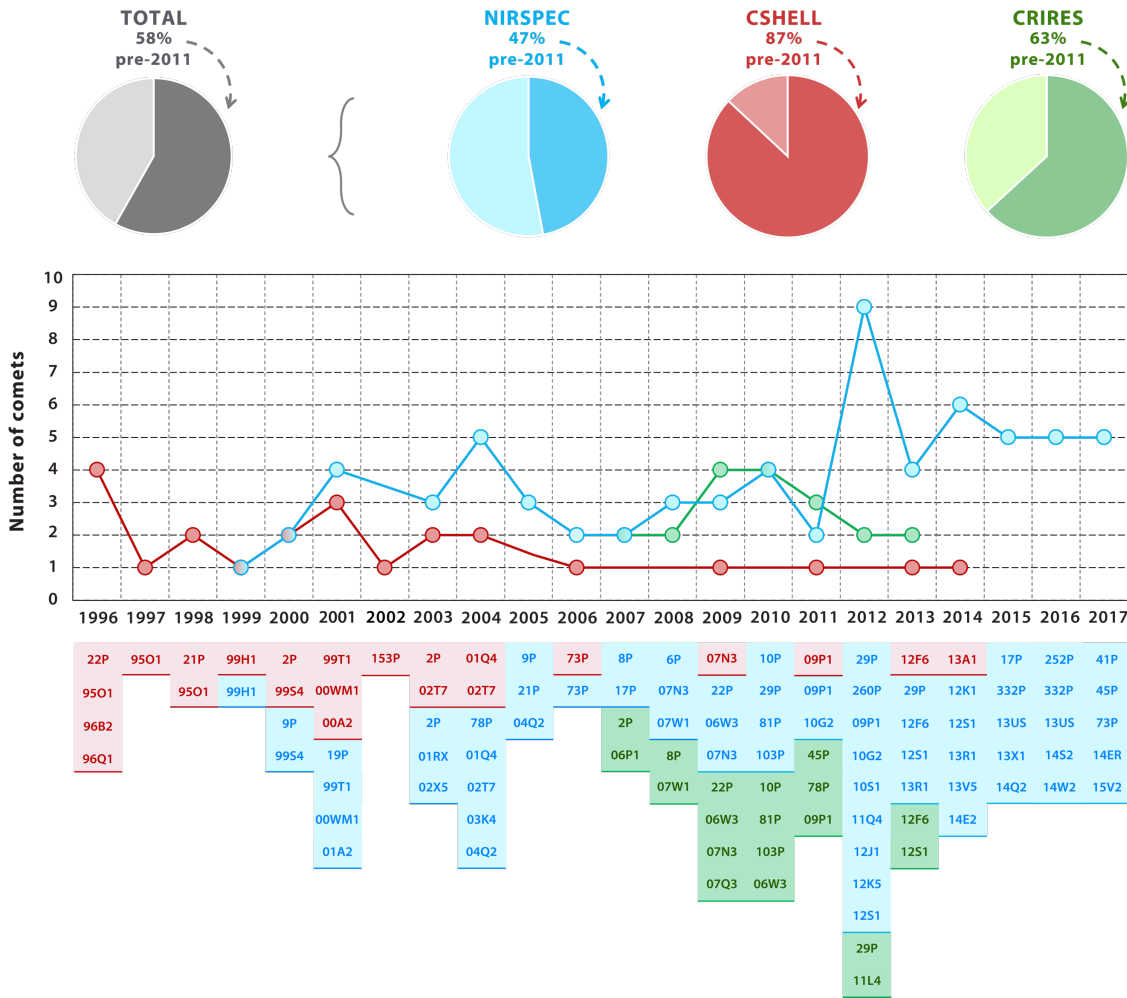 TOTAL
58%
pre-2011
NIRSPEC
47%
pre-2011
CSHELL
87%
pre-2011
CRIRES
63%
pre-2011
Number of comets
10
9
8
7
6
5
4
3
2
1
0
1996 1997 1998 1999 2000 2001 2002 2003 2004 2005 2006 2007 2008 2009 2010 2011 2012 2013 2014 2015 2016 2017
22P 95O1 21P 99H1 2P 99T1 153P 2P 01Q4 9P 73P 8P 6P 07N3 10P 09P1 29P 12F6 13A1 17P 252P 41P
95O1 95O1 99H1 99S4 00WM1 02T7 02T7 21P 73P 17P 07N3 22P 29P 09P1 260P 29P 12K1 332P 332P 45P
96B2 9P 00A2 2P 78P 04Q2 2P 07W1 06W3 81P 10G2 09P1 12F6 12S1 13US 13US 73P
96Q1 99S4 19P 01RX 01Q4 06P1 8P 07N3 103P 45P 10G2 12S1 13R1 13X1 14S2 14ER
99T1 02X5 02T7 07W1 22P 10P 78P 10S1 13R1 13V5 14Q2 14W2 15V2
00WM1 03K4 06W3 81P 09P1 11Q4 12F6 14E2
01A2 04Q2 07N3 103P 12J1 12S1
07Q3 06W3 12K5
12S1
29P
11L4